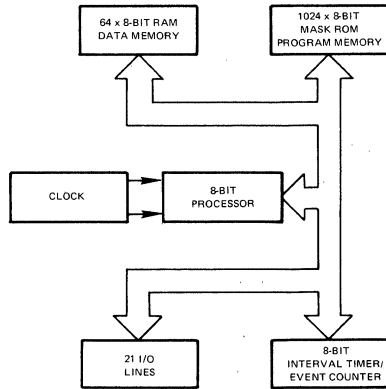 64 x 8-BIT RAM
DATA MEMORY
1024 x 8-BIT
MASK ROM
PROGRAM MEMORY
CLOCK
8-BIT
PROCESSOR
21 I/O
LINES
8-BIT
INTERVAL TIMER/
EVENT COUNTER